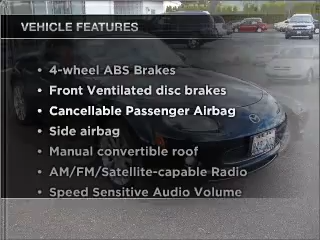 VEHICLE FEATURES
• 4-wheel ABS Brakes
• Front Ventilated disc brakes
• Cancellable Passenger Airbag
• Side airbag
• Manual convertible roof
• AM/FM/Satellite-capable Radio
• Speed Sensitive Audio Volume